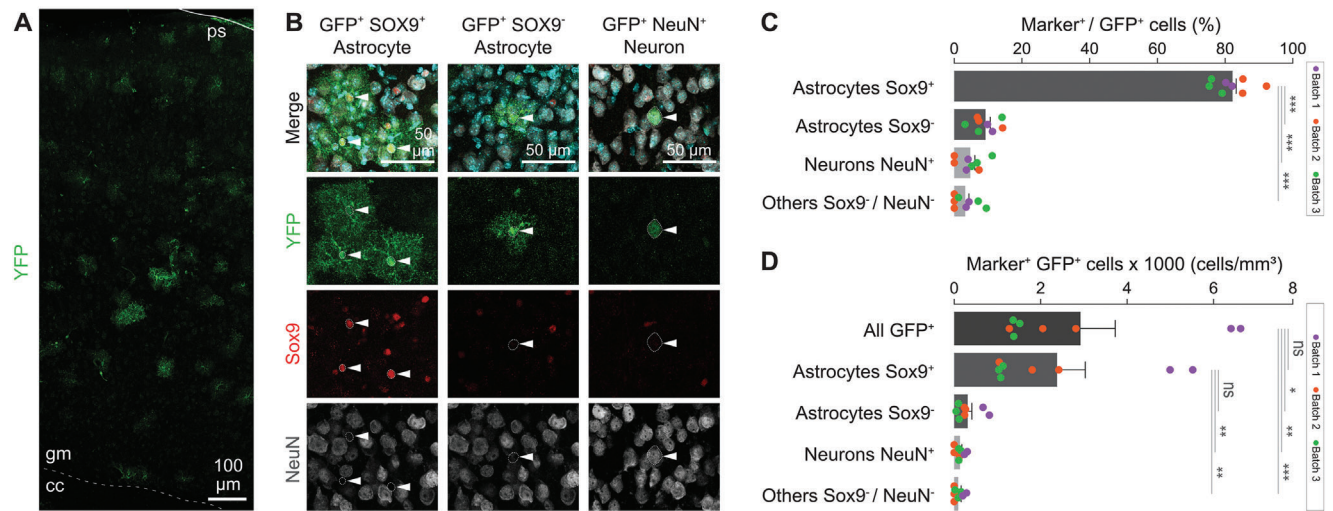 A
ps
YFP
gm
cc
100
µm
B
GFP⁺ SOX9⁺
Astrocyte
GFP⁺ SOX9⁻
Astrocyte
GFP⁺ NeuN⁺
Neuron
Merge
50
µm
50 µm
50 µm
YFP
Sox9
NeuN
C
Marker⁺ / GFP⁺ cells (%)
0 20 40 60 80 100
Astrocytes Sox9⁺
Astrocytes Sox9⁻
Neurons NeuN⁺
Others Sox9⁻ / NeuN⁻
***
***
***
Batch 1
Batch 2
Batch 3
D
Marker⁺ GFP⁺ cells x 1000 (cells/mm³)
0 2 4 6 8
All GFP⁺
Astrocytes Sox9⁺
Astrocytes Sox9⁻
Neurons NeuN⁺
Others Sox9⁻ / NeuN⁻
ns
**
**
ns
*
**
***
Batch 1
Batch 2
Batch 3